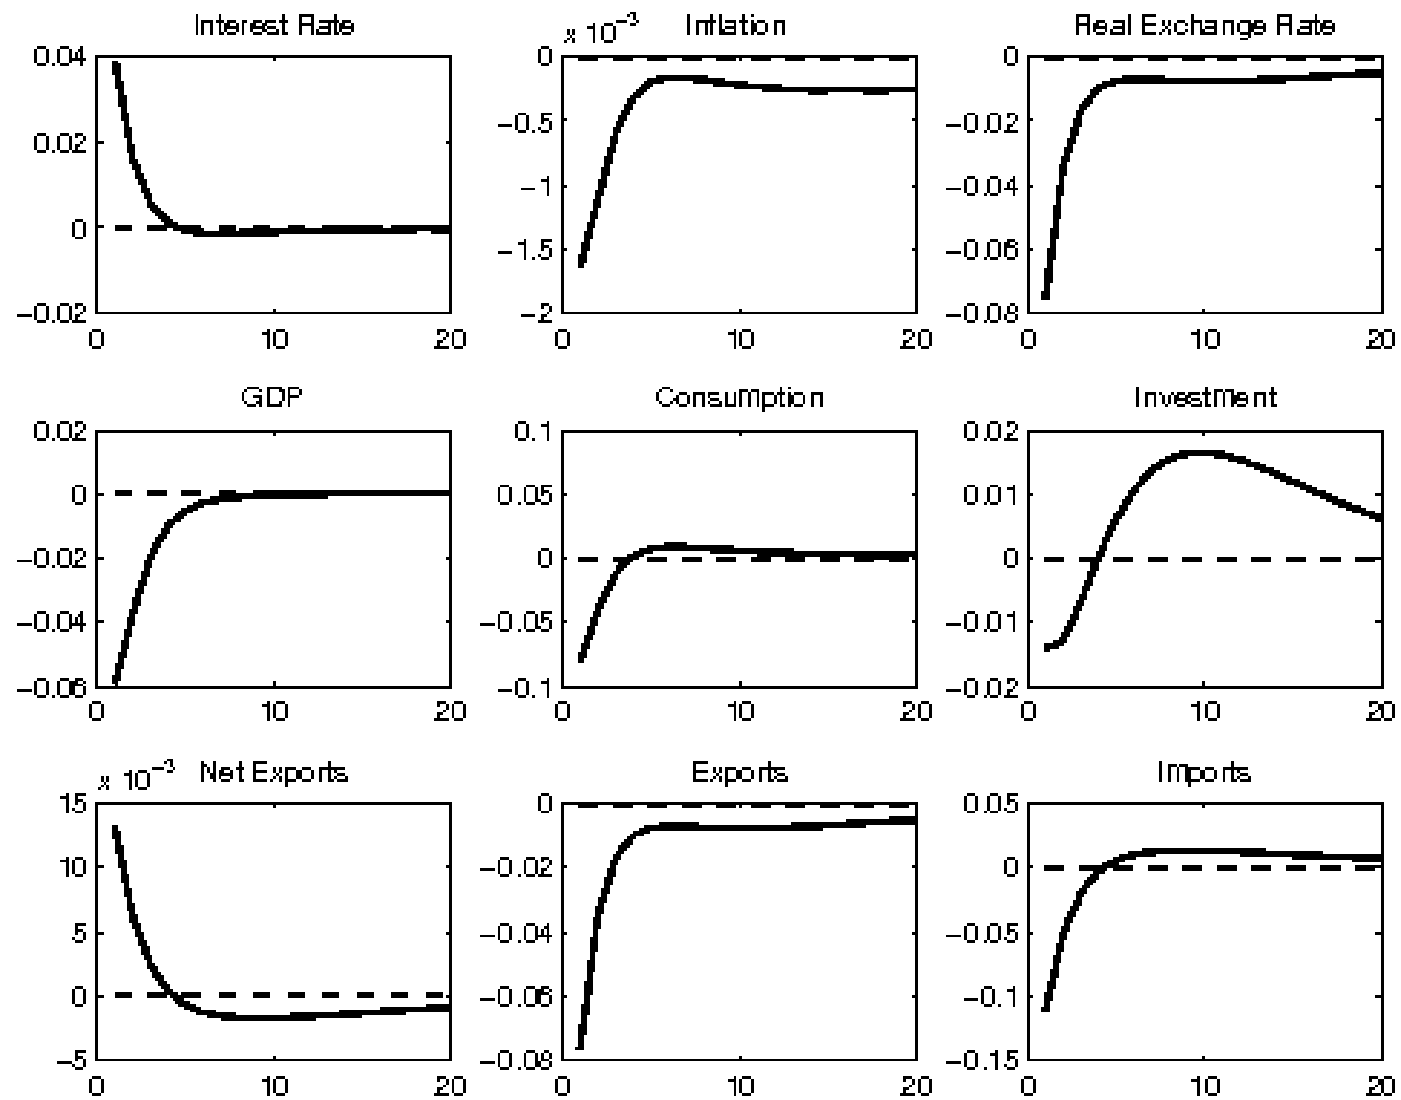 Interest Rate
0.04
0.02
0
−0.02
0 10 20
x 10−3 Inflation
0
−0.5
−1
−1.5
−2
0 10 20
Real Exchange Rate
0
−0.02
−0.04
−0.06
−0.08
0 10 20
GDP
0.02
0
−0.02
−0.04
−0.06
0 10 20
Consumption
0.1
0.05
0
−0.05
−0.1
0 10 20
Investment
0.02
0.01
0
−0.01
−0.02
0 10 20
x 10−3 Net Exports
15
10
5
0
−5
0 10 20
Exports
0
−0.02
−0.04
−0.06
−0.08
0 10 20
Imports
0.05
0
−0.05
−0.1
−0.15
0 10 20